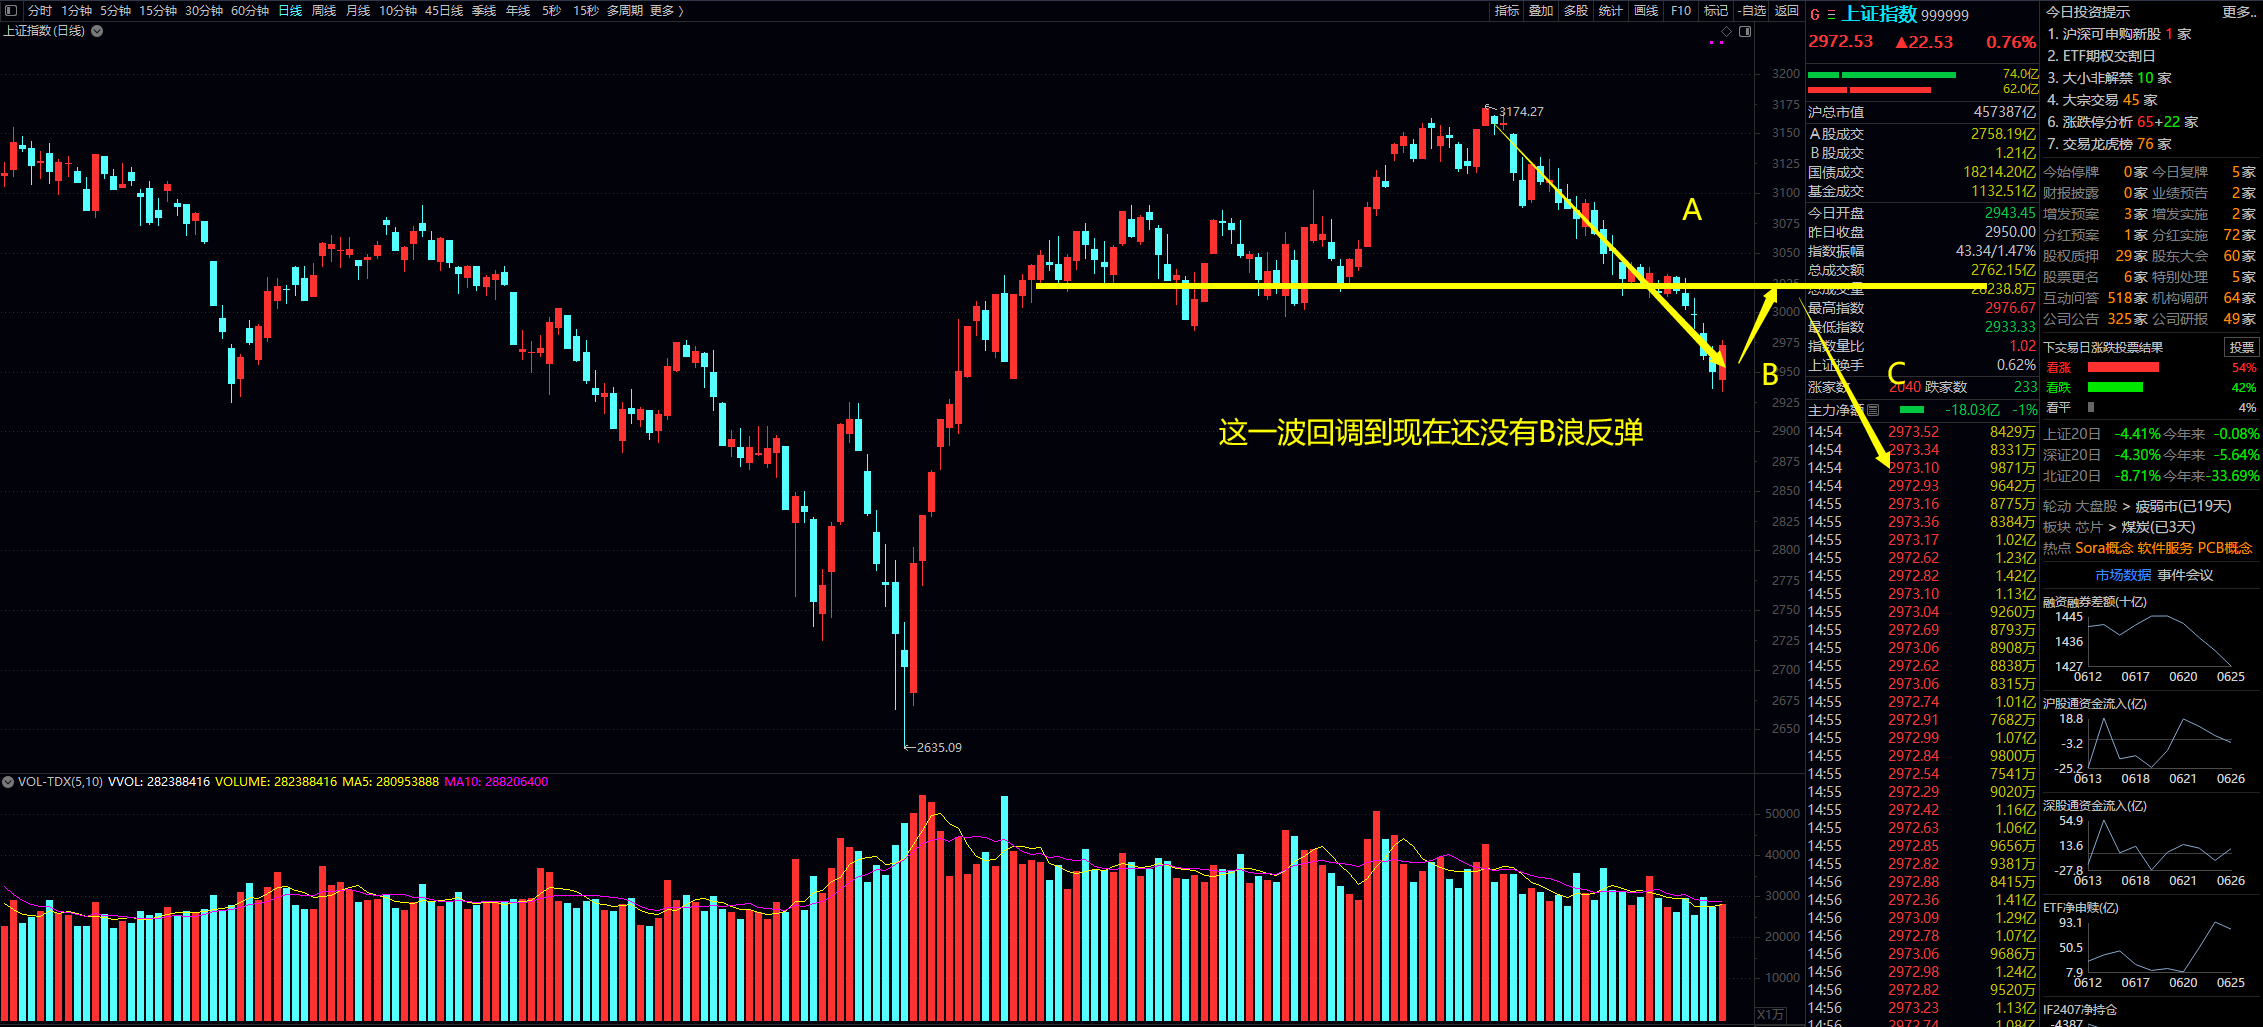 分时 1分钟 5分钟 15分钟 30分钟 60分钟 日线 周线 月线 10分钟 45日线 季线 年线 5秒 15秒 多周期 更多 〉
指标 叠加 多股 统计 画线 F10 标记 -自选 返回
上证指数(日线)
3200
3175
3150
3125
3100
3075
3050
3000
2975
2950
2925
2900
2875
2850
2825
2800
2775
2750
2725
2700
2675
2650
3174.27
2635.09
A
B
C
这一波回调到现在还没有B浪反弹
VOL-TDX(5,10) VVOL: 282388416 VOLUME: 282388416 MA5: 280953888 MA10: 288206400
50000
40000
30000
20000
10000
X1万
G 上证指数 999999
2972.53 ▲22.53 0.76%
74.0亿
62.0亿
沪总市值 457387亿
A股成交 2758.19亿
B股成交 1.21亿
国债成交 18214.20亿
基金成交 1132.51亿
今日开盘 2943.45
昨日收盘 2950.00
指数振幅 43.34/1.47%
总成交额 2762.15亿
总成交量 28238.8万
最高指数 2976.67
最低指数 2933.33
指数量比 1.02
上证换手 0.62%
涨家数 2040 跌家数 233
主力净额 -18.03亿 -1%
14:54 2973.52 8429万
14:54 2973.34 8331万
14:54 2973.10 9871万
14:54 2972.93 9642万
14:55 2973.16 8775万
14:55 2973.36 8384万
14:55 2973.17 1.02亿
14:55 2972.62 1.23亿
14:55 2972.82 1.42亿
14:55 2973.10 1.13亿
14:55 2973.04 9260万
14:55 2972.69 8793万
14:55 2973.06 8908万
14:55 2972.62 8838万
14:55 2973.06 8315万
14:55 2972.74 1.01亿
14:55 2972.91 7682万
14:55 2972.99 1.07亿
14:55 2972.84 9800万
14:55 2972.54 7541万
14:55 2972.29 9020万
14:55 2972.42 1.16亿
14:55 2972.63 1.06亿
14:55 2972.85 9656万
14:55 2972.82 9381万
14:56 2972.88 8415万
14:56 2972.36 1.41亿
14:56 2973.09 1.29亿
14:56 2972.78 1.07亿
14:56 2973.06 9686万
14:56 2972.98 1.24亿
14:56 2972.82 9520万
14:56 2973.23 1.13亿
14:56 2972.74 1.08亿
今日投资提示 更多..
1. 沪深可申购新股 1 家
2. ETF期权交割日
3. 大小非解禁 10 家
4. 大宗交易 45 家
6. 涨跌停分析 65+22 家
7. 交易龙虎榜 76 家
今始停牌 0家 今日复牌 5家
财报披露 0家 业绩预告 2家
增发预案 3家 增发实施 2家
分红预案 1家 分红实施 72家
股权质押 29家 股东大会 60家
股票更名 6家 特别处理 5家
互动问答 518家 机构调研 64家
公司公告 325家 公司研报 49家
下交易日涨跌投票结果 投票
看涨 54%
看跌 42%
看平 4%
上证20日 -4.41% 今年来 -0.08%
深证20日 -4.30% 今年来 -5.64%
北证20日 -8.71% 今年来 -33.69%
轮动 大盘股 > 疲弱市(已19天)
板块 芯片 > 煤炭(已3天)
热点 Sora概念 软件服务 PCB概念
市场数据 事件会议
融资融券差额(十亿)
1445
1436
1427
0612 0617 0620 0625
沪股通资金流入(亿)
18.8
-3.2
-25.2
0613 0618 0621 0626
深股通资金流入(亿)
54.9
13.6
-27.8
0613 0618 0621 0626
ETF净申赎(亿)
93.1
50.5
7.9
0612 0617 0620 0625
IF2407净持仓
-4387